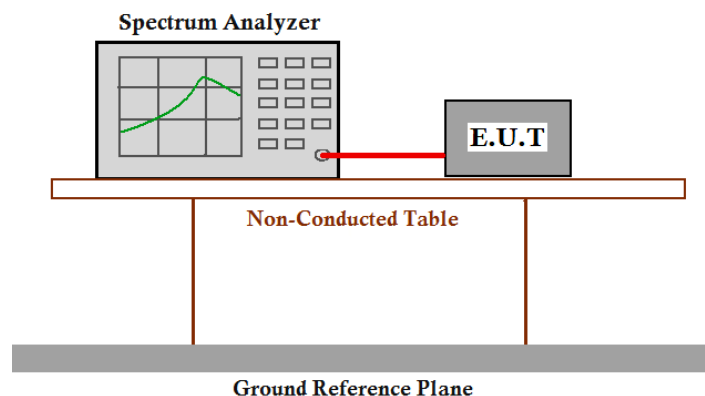 Spectrum Analyzer
E.U.T
Non-Conducted Table
Ground Reference Plane